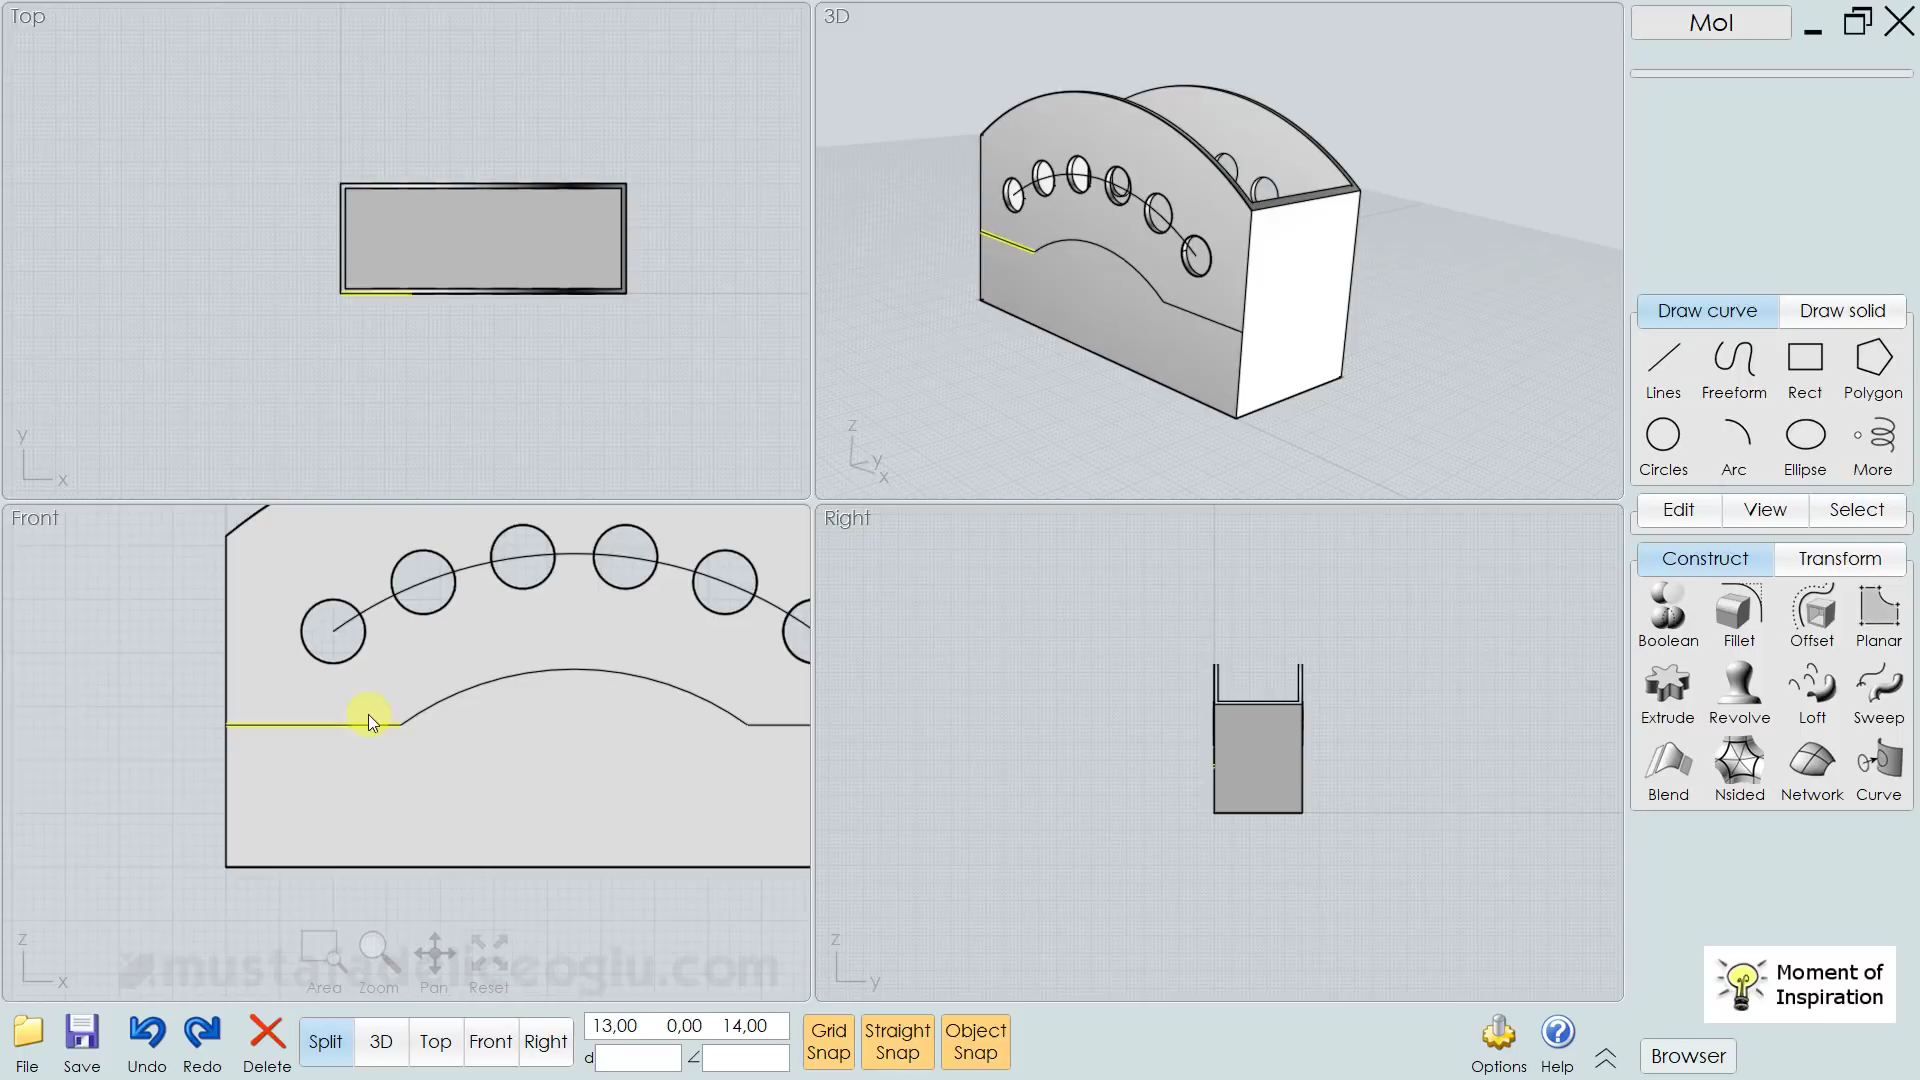 Top
3D
MoI
y
x
z
y
x
Draw curve
Draw solid
Lines
Freeform
Rect
Polygon
Circles
Arc
Ellipse
More
Edit
View
Select
Construct
Transform
Boolean
Fillet
Offset
Planar
Extrude
Revolve
Loft
Sweep
Blend
Nsided
Network
Curve
Front
Right
z
x
z
y
Area
Zoom
Pan
Reset
mustafadeliceoglu.com
Moment of
Inspiration
File
Save
Undo
Redo
Delete
Split
3D
Top
Front
Right
13,00 0,00 14,00
d
∠
Grid
Snap
Straight
Snap
Object
Snap
Options
Help
Browser